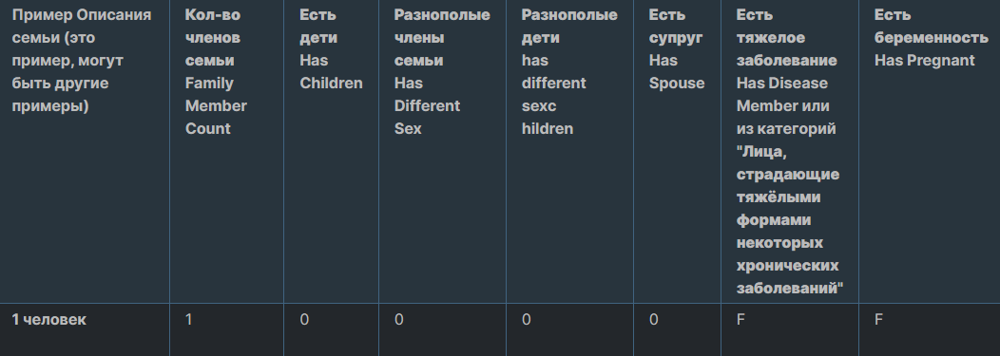 Пример Описания
семьи (это
пример, могут
быть другие
примеры)
Кол-во
членов
семьи
Family
Member
Count
Есть
дети
Has
Children
Разнополые
члены
семьи
Has
Different
Sex
Разнополые
дети
has
different
sexc
hildren
Есть
супруг
Has
Spouse
Есть
тяжелое
заболевание
Has Disease
Member или
из категорий
"Лица,
страдающие
тяжёлыми
формами
некоторых
хронических
заболеваний"
Есть
беременность
Has Pregnant
1 человек 1 0 0 0 0 F F